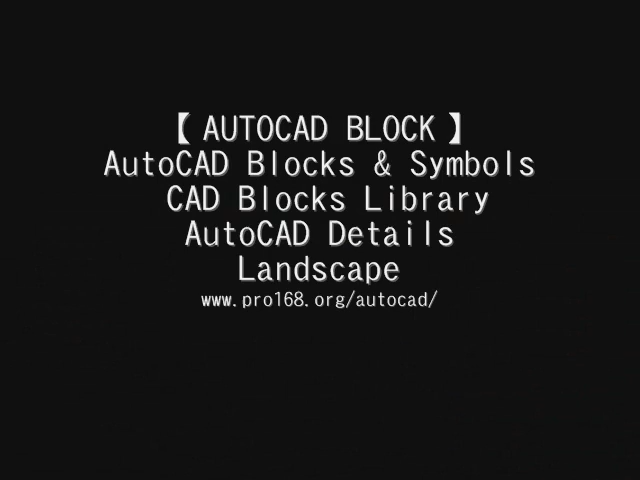 【 AUTOCAD BLOCK 】
AutoCAD Blocks & Symbols
CAD Blocks Library
AutoCAD Details
Landscape
www.pro168.org/autocad/